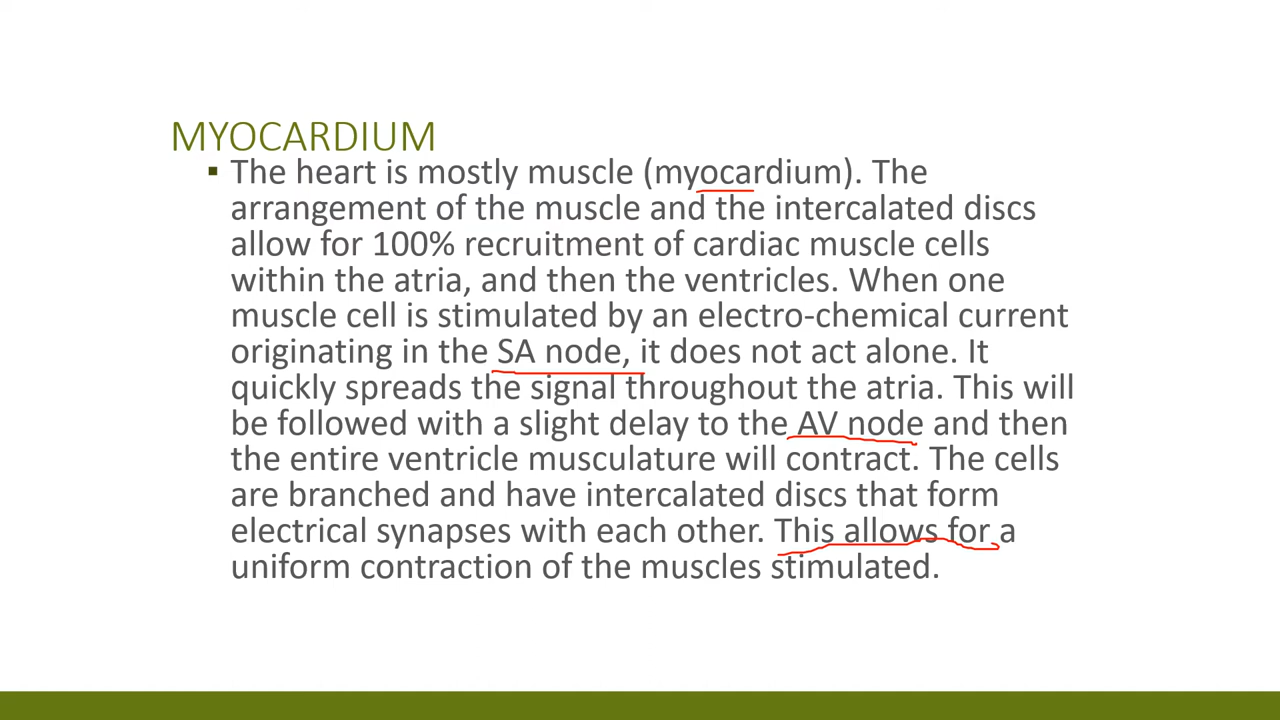 MYOCARDIUM
▪ The heart is mostly muscle (myocardium). The
arrangement of the muscle and the intercalated discs
allow for 100% recruitment of cardiac muscle cells
within the atria, and then the ventricles. When one
muscle cell is stimulated by an electro-chemical current
originating in the SA node, it does not act alone. It
quickly spreads the signal throughout the atria. This will
be followed with a slight delay to the AV node and then
the entire ventricle musculature will contract. The cells
are branched and have intercalated discs that form
electrical synapses with each other. This allows for a
uniform contraction of the muscles stimulated.